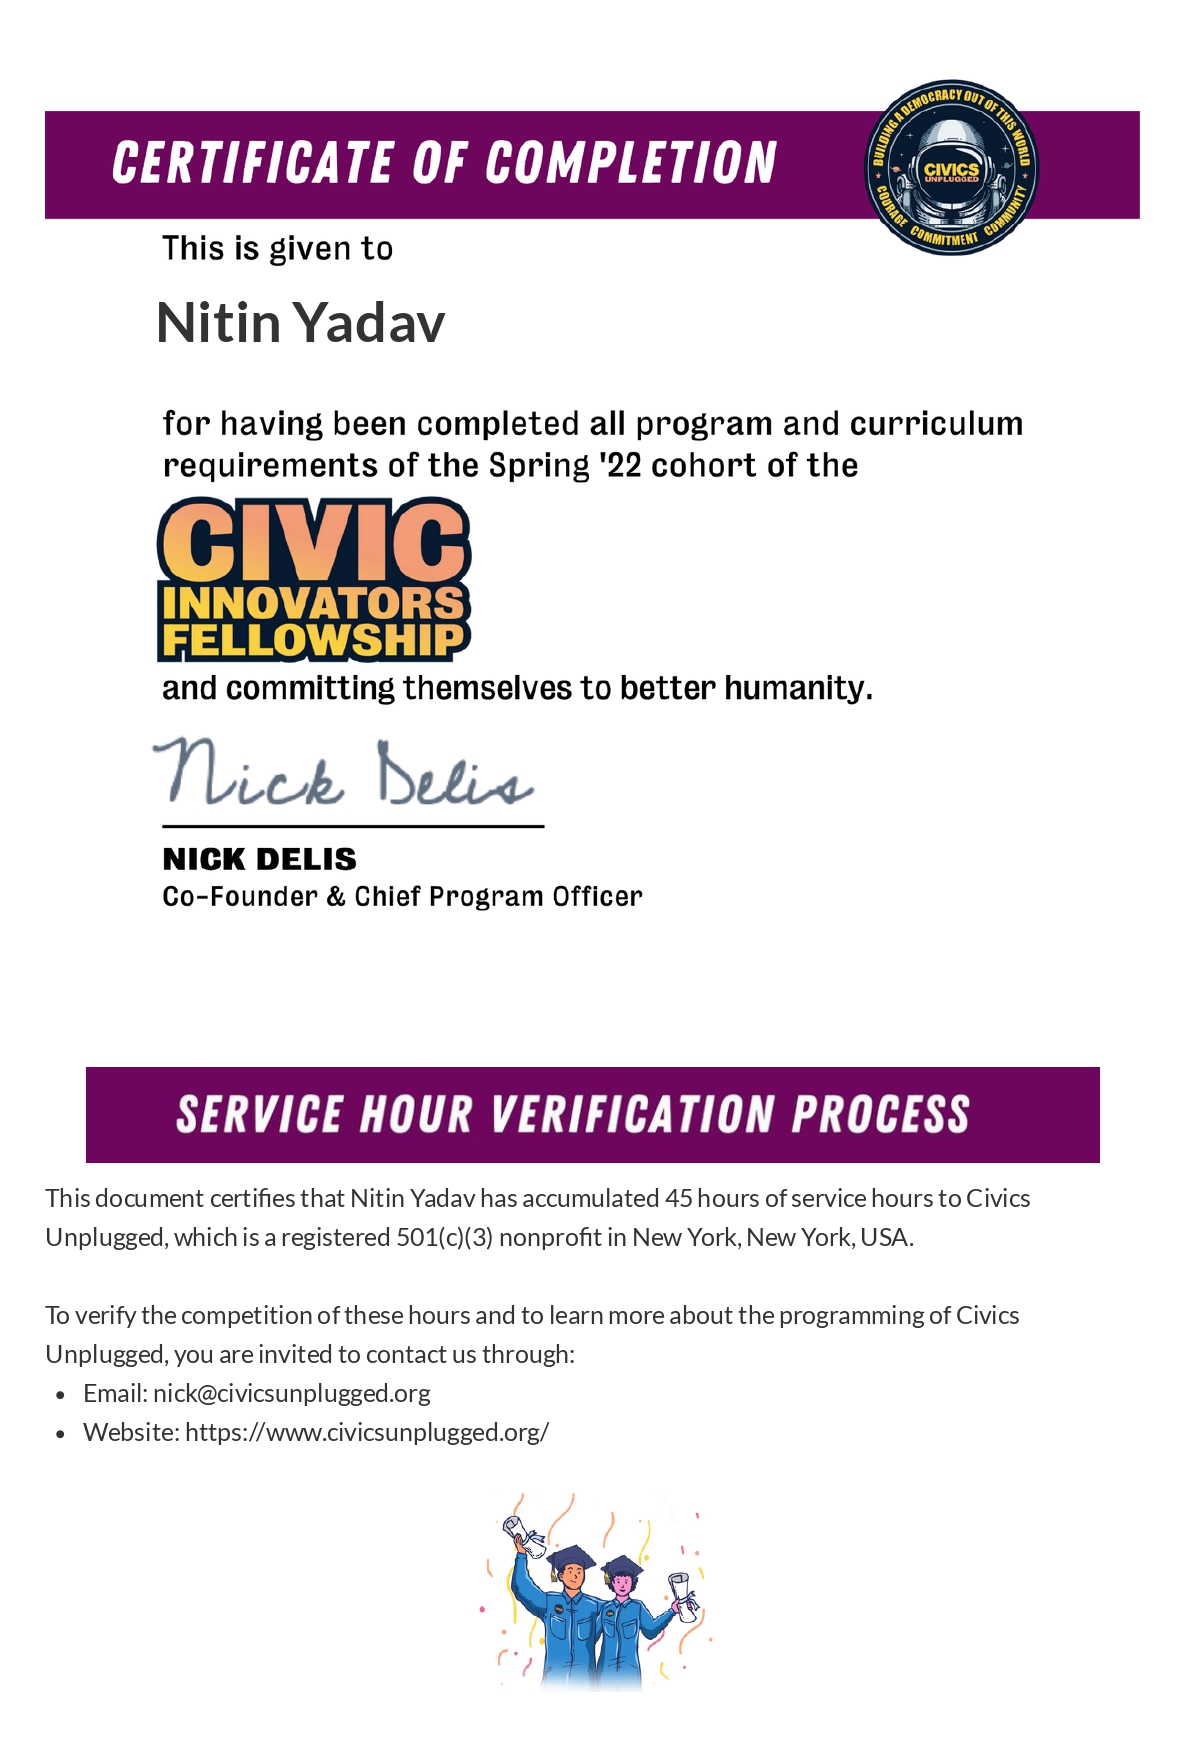 CERTIFICATE OF COMPLETION
BUILDING A DEMOCRACY OUT OF THIS WORLD
CIVICS
UNPLUGGED
COURAGE COMMITMENT COMMUNITY
This is given to
Nitin Yadav
for having been completed all program and curriculum
requirements of the Spring '22 cohort of the
CIVIC
INNOVATORS
FELLOWSHIP
and committing themselves to better humanity.
Nick Delis
NICK DELIS
Co-Founder & Chief Program Officer
SERVICE HOUR VERIFICATION PROCESS
This document certifies that Nitin Yadav has accumulated 45 hours of service hours to Civics
Unplugged, which is a registered 501(c)(3) nonprofit in New York, New York, USA.
To verify the competition of these hours and to learn more about the programming of Civics
Unplugged, you are invited to contact us through:
• Email: nick@civicsunplugged.org
• Website: https://www.civicsunplugged.org/